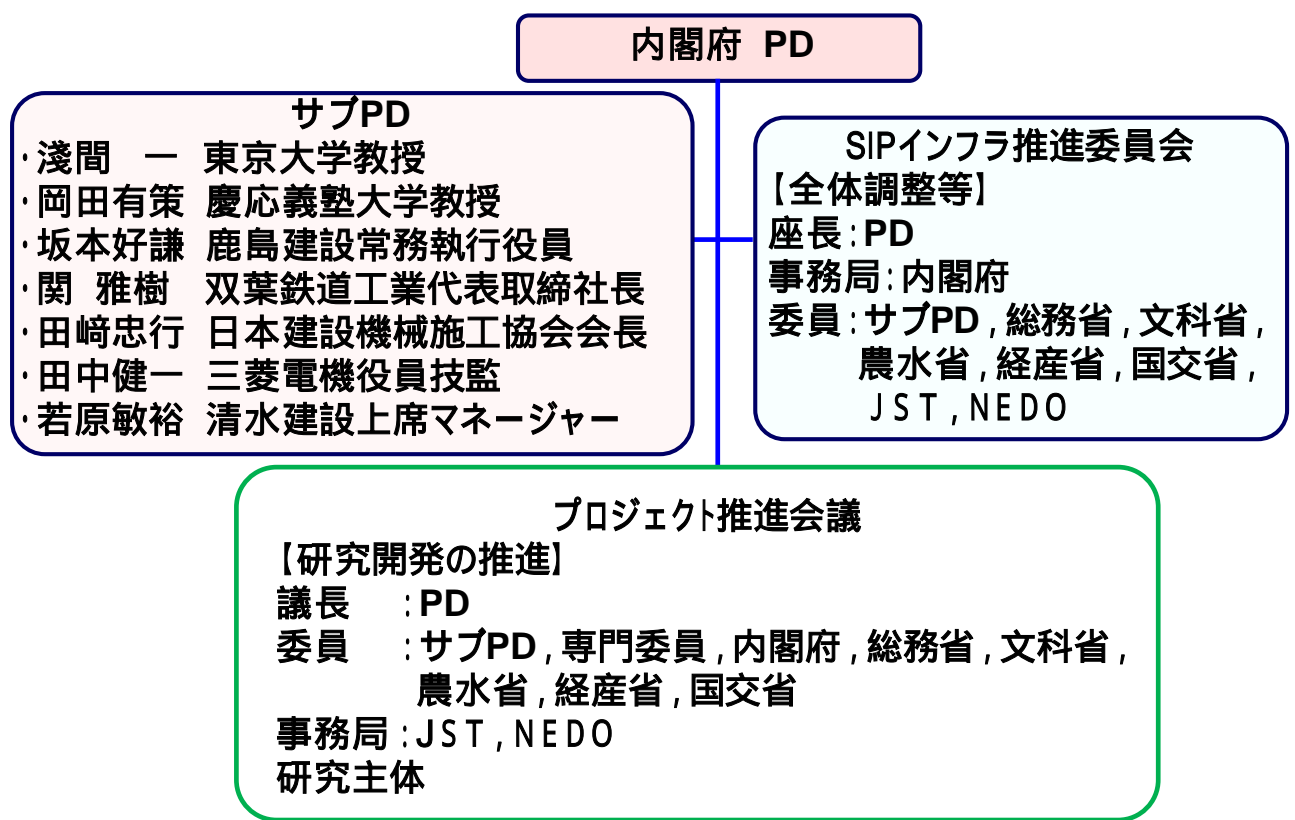 内閣府 PD
サブPD
・淺間 一 東京大学教授
・岡田有策 慶応義塾大学教授
・坂本好謙 鹿島建設常務執行役員
・関 雅樹 双葉鉄道工業代表取締社長
・田﨑忠行 日本建設機械施工協会会長
・田中健一 三菱電機役員技監
・若原敏裕 清水建設上席マネージャー
SIPインフラ推進委員会
【全体調整等】
座長:PD
事務局:内閣府
委員:サブPD,総務省,文科省,
農水省,経産省,国交省,
JST,NEDO
プロジェクト推進会議
【研究開発の推進】
議長 :PD
委員 :サブPD,専門委員,内閣府,総務省,文科省,
農水省,経産省,国交省
事務局:JST,NEDO
研究主体